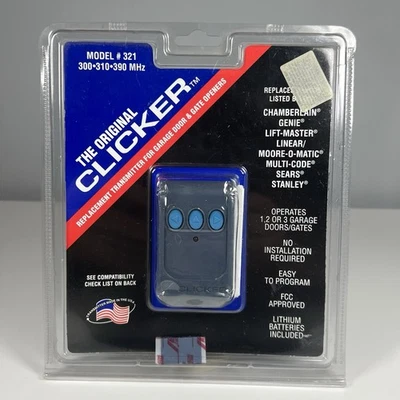 MODEL # 321
300•310•390 MHz
THE ORIGINAL
CLICKER™
REPLACEMENT TRANSMITTER FOR GARAGE DOOR & GATE OPENERS
LISTED
CHAMBERLAIN®
GENIE®
LIFT-MASTER®
LINEAR/
MOORE-O-MATIC®
MULTI-CODE®
SEARS®
STANLEY®
OPERATES
1,2 OR 3 GARAGE
DOORS/GATES
NO
INSTALLATION
REQUIRED
EASY
TO PROGRAM
FCC
APPROVED
LITHIUM
BATTERIES
INCLUDED
SEE COMPATIBILITY
CHECK LIST ON BACK
CLICKER